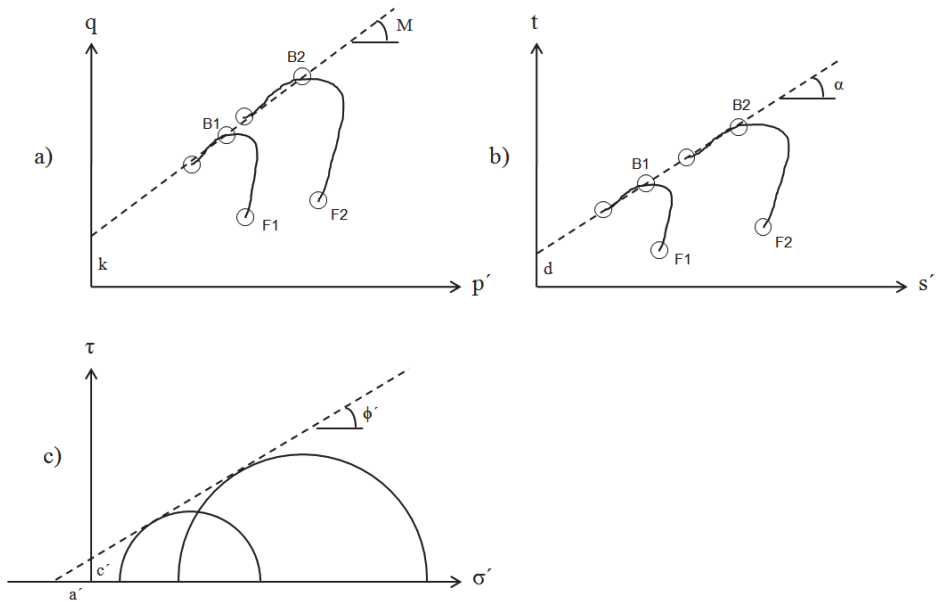 q
M
B2
B1
a)
F1
F2
k
p´
t
α
B2
B1
b)
F2
F1
d
s´
τ
ϕ´
c)
c´
a´
σ´